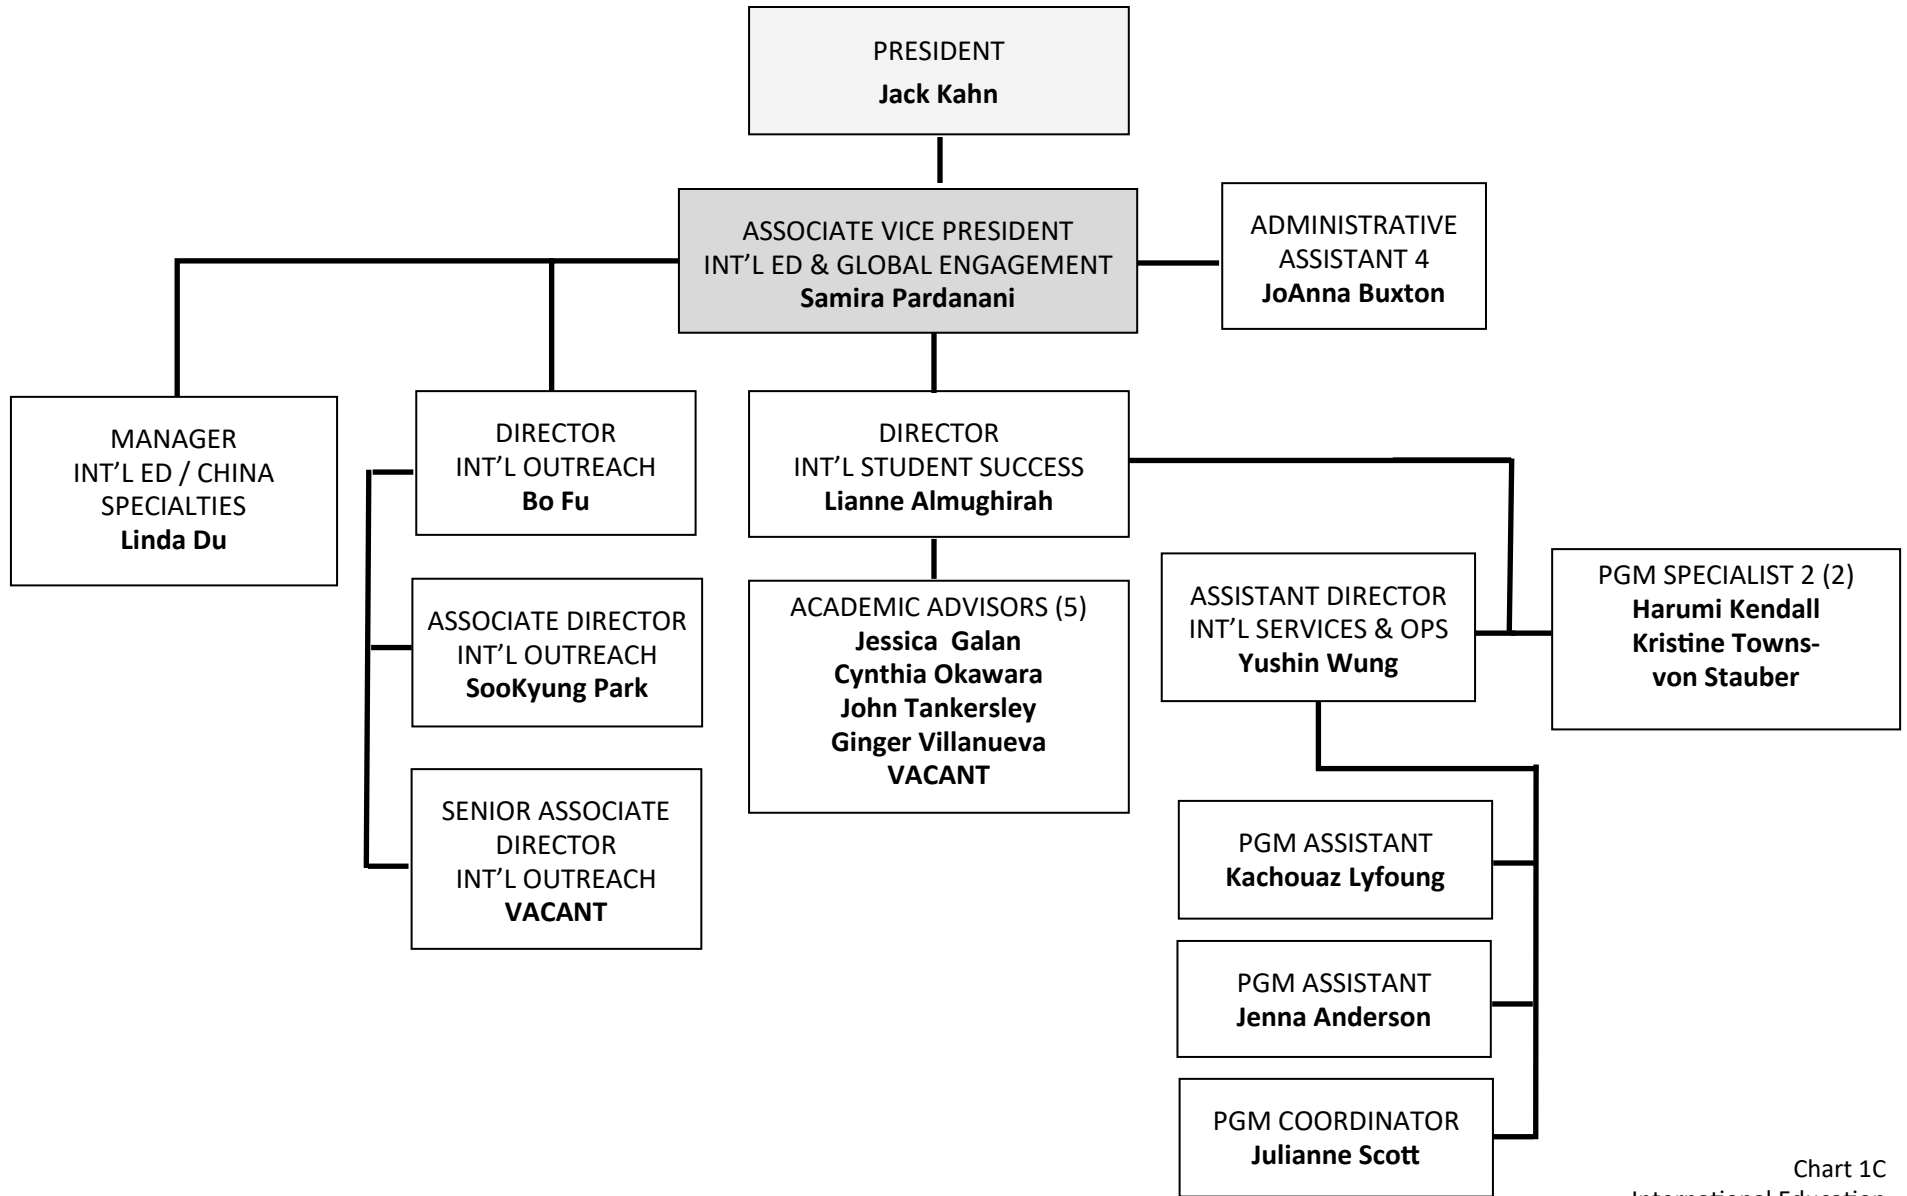 PRESIDENT
Jack Kahn
ASSOCIATE VICE PRESIDENT
INT’L ED & GLOBAL ENGAGEMENT
Samira Pardanani
ADMINISTRATIVE
ASSISTANT 4
JoAnna Buxton
MANAGER
INT’L ED / CHINA
SPECIALTIES
Linda Du
DIRECTOR
INT’L OUTREACH
Bo Fu
DIRECTOR
INT’L STUDENT SUCCESS
Lianne Almughirah
ASSOCIATE DIRECTOR
INT’L OUTREACH
SooKyung Park
SENIOR ASSOCIATE
DIRECTOR
INT’L OUTREACH
VACANT
ACADEMIC ADVISORS (5)
Jessica Galan
Cynthia Okawara
John Tankersley
Ginger Villanueva
VACANT
ASSISTANT DIRECTOR
INT’L SERVICES & OPS
Yushin Wung
PGM SPECIALIST 2 (2)
Harumi Kendall
Kristine Towns-
von Stauber
PGM ASSISTANT
Kachouaz Lyfoung
PGM ASSISTANT
Jenna Anderson
PGM COORDINATOR
Julianne Scott
Chart 1C
International Education